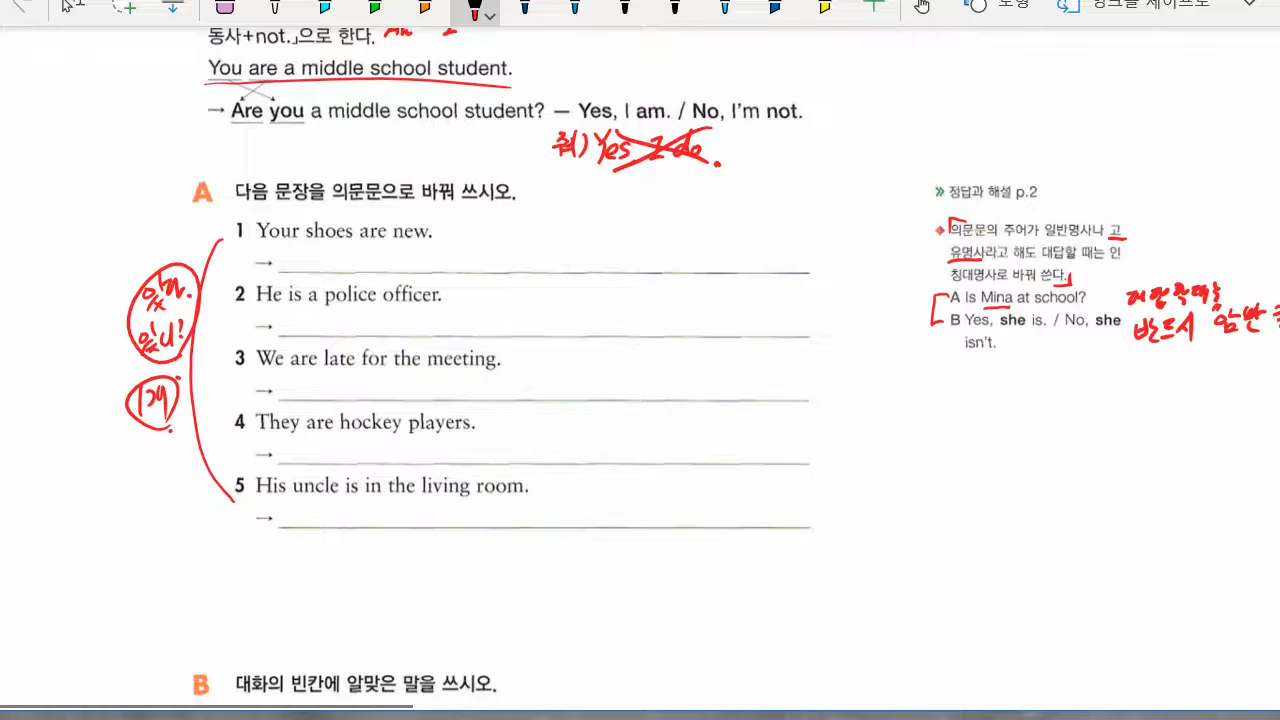 동사+not.」으로 한다.
You are a middle school student.
→ Are you a middle school student? — Yes, I am. / No, I'm not.
Yes I do.
A 다음 문장을 의문문으로 바꿔 쓰시오.
1 Your shoes are new.
→
2 He is a police officer.
→
3 We are late for the meeting.
→
4 They are hockey players.
→
5 His uncle is in the living room.
→
» 정답과 해설 p.2
의문문의 주어가 일반명사나 고
유명사라고 해도 대답할 때는 인
칭대명사로 바꿔 쓴다.
A Is Mina at school?
B Yes, she is. / No, she
isn't.
반드시
B 대화의 빈칸에 알맞은 말을 쓰시오.